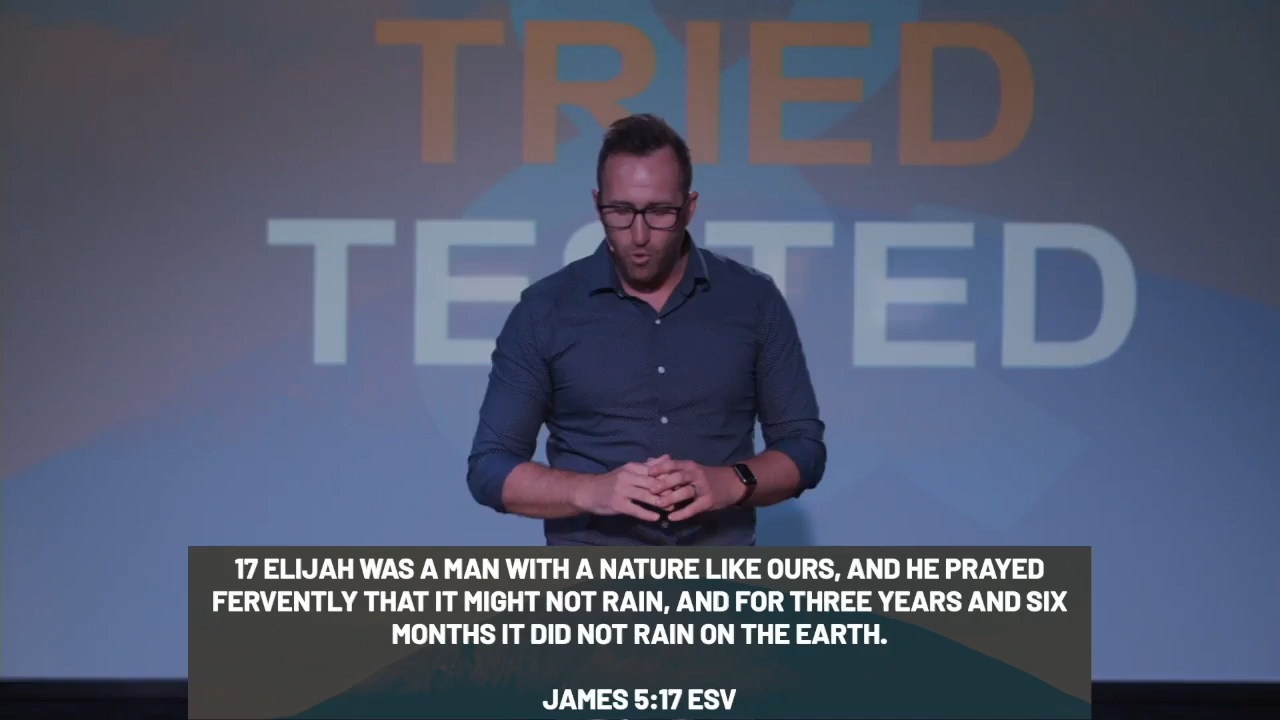 TRIED
TESTED
17 ELIJAH WAS A MAN WITH A NATURE LIKE OURS, AND HE PRAYED
FERVENTLY THAT IT MIGHT NOT RAIN, AND FOR THREE YEARS AND SIX
MONTHS IT DID NOT RAIN ON THE EARTH.
JAMES 5:17 ESV